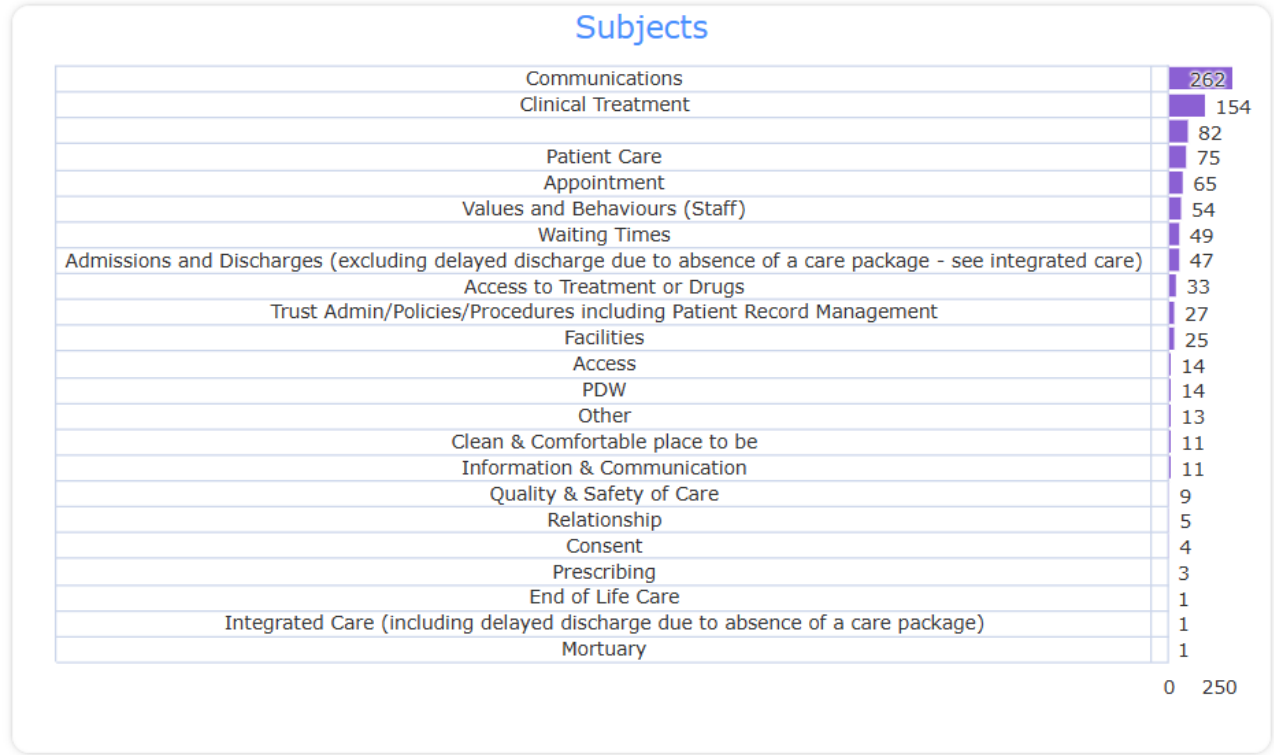 Subjects
Communications 262
Clinical Treatment 154
82
Patient Care 75
Appointment 65
Values and Behaviours (Staff) 54
Waiting Times 49
Admissions and Discharges (excluding delayed discharge due to absence of a care package - see integrated care) 47
Access to Treatment or Drugs 33
Trust Admin/Policies/Procedures including Patient Record Management 27
Facilities 25
Access 14
PDW 14
Other 13
Clean & Comfortable place to be 11
Information & Communication 11
Quality & Safety of Care 9
Relationship 5
Consent 4
Prescribing 3
End of Life Care 1
Integrated Care (including delayed discharge due to absence of a care package) 1
Mortuary 1
0 250